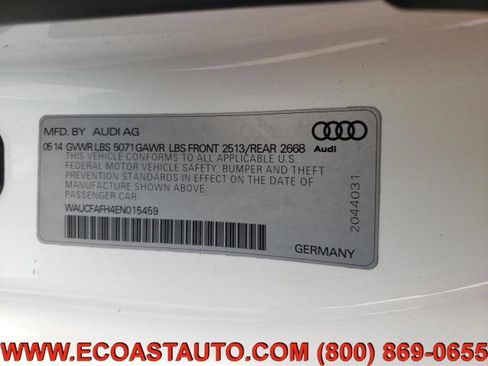 MFD. BY AUDI AG
0514 GVWR LBS 5071 GAWR LBS FRONT 2513/REAR 2668
THIS VEHICLE CONFORMS TO ALL APPLICABLE U.S.
FEDERAL MOTOR VEHICLE SAFETY, BUMPER AND THEFT
PREVENTION STANDARDS IN EFFECT ON THE DATE OF
MANUFACTURE SHOWN ABOVE
PASSENGER CAR
WAUCFAFH4EN015459
Audi
2044031
GERMANY
WWW.ECOASTAUTO.COM (800) 869-0655